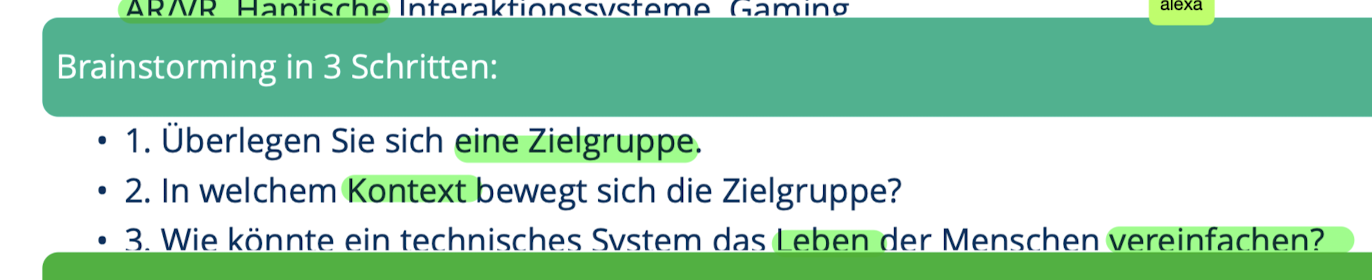 AR/VR, Haptische Interaktionssysteme, Gaming
alexa
Brainstorming in 3 Schritten:
• 1. Überlegen Sie sich eine Zielgruppe.
• 2. In welchem Kontext bewegt sich die Zielgruppe?
• 3. Wie könnte ein technisches System das Leben der Menschen vereinfachen?